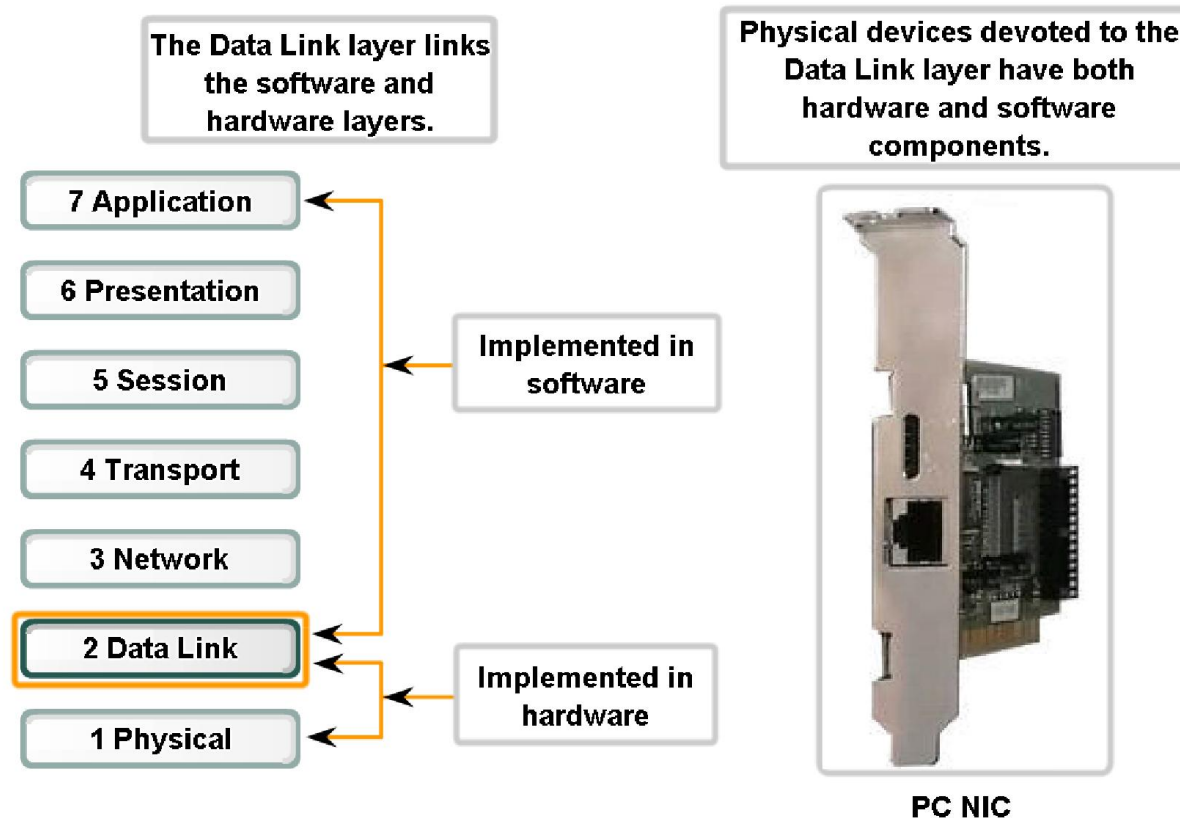 The Data Link layer links
the software and
hardware layers.
Physical devices devoted to the
Data Link layer have both
hardware and software
components.
7 Application
6 Presentation
5 Session
4 Transport
3 Network
2 Data Link
1 Physical
Implemented in
software
Implemented in
hardware
PC NIC